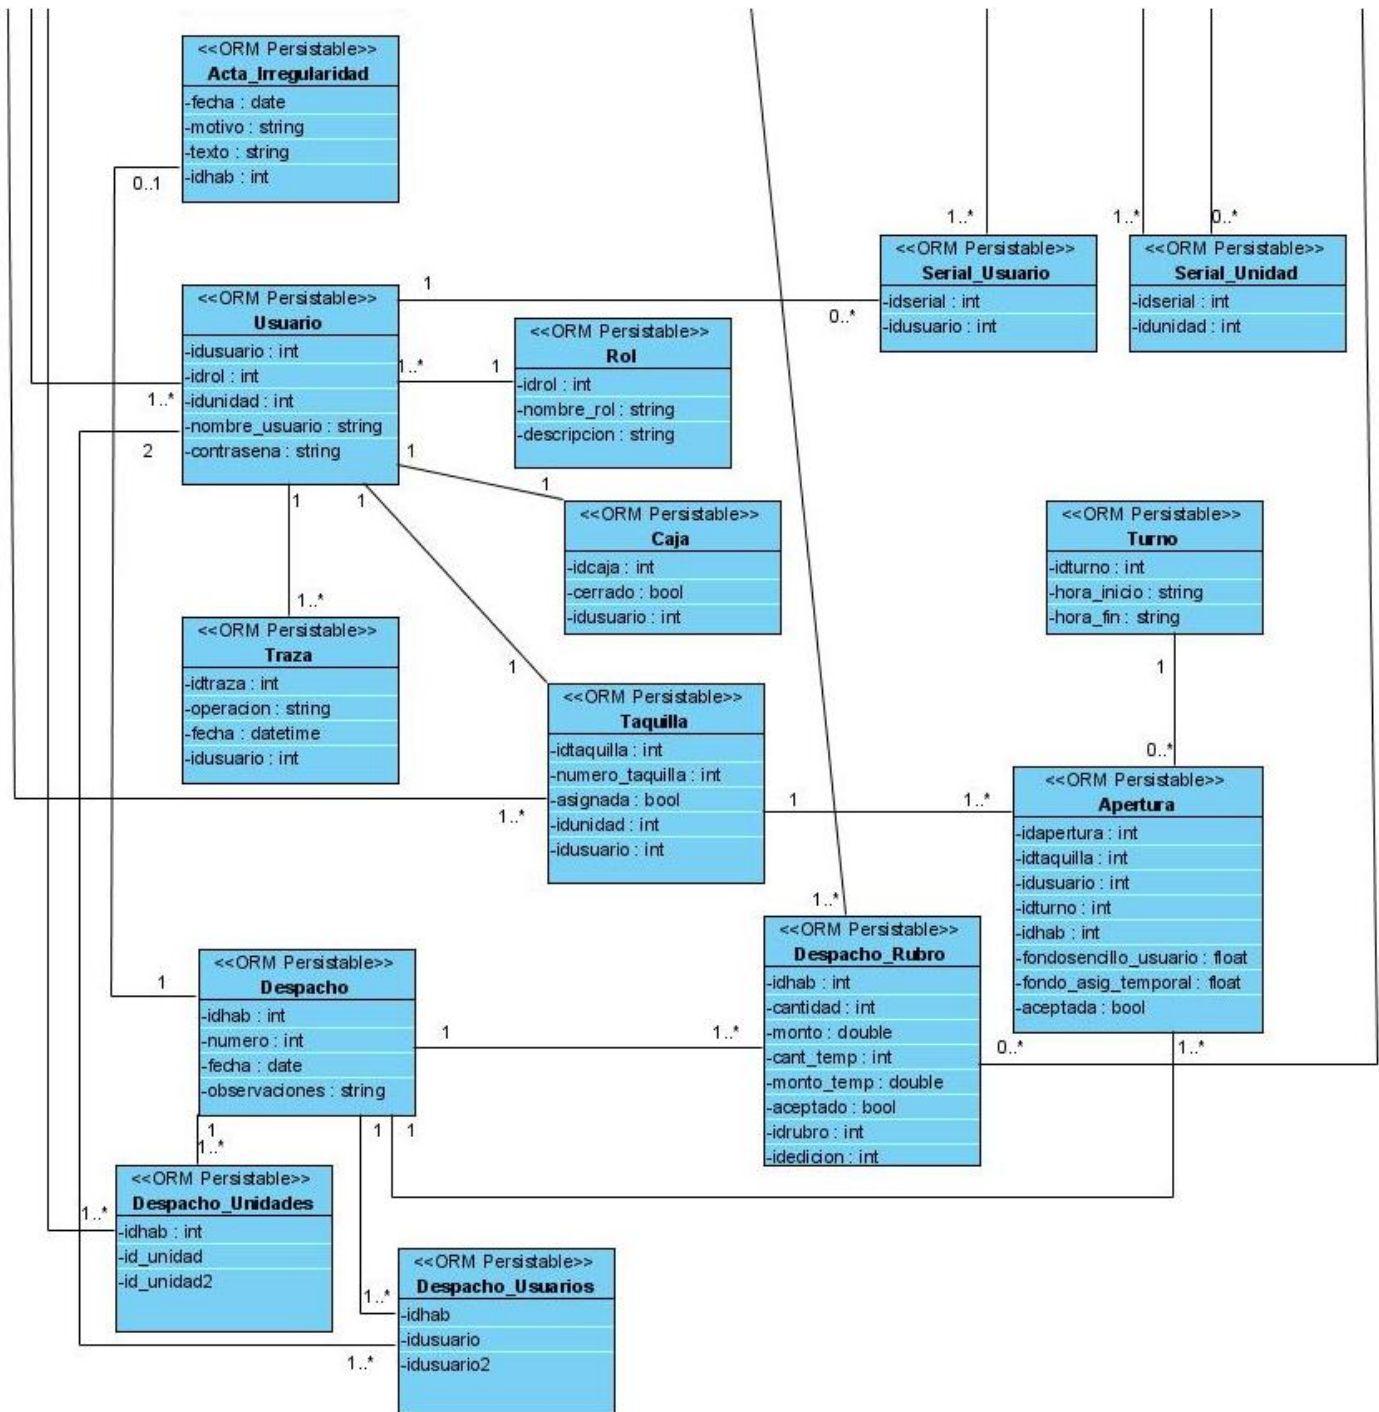 <<ORM Persistable>>
Acta_Irregularidad
-fecha : date
-motivo : string
-texto : string
-idhab : int
0..1
1..*
1..*
0..*
<<ORM Persistable>>
Serial_Usuario
-idserial : int
-idusuario : int
<<ORM Persistable>>
Serial_Unidad
-idserial : int
-idunidad : int
<<ORM Persistable>>
Usuario
-idusuario : int
-idrol : int
-idunidad : int
-nombre_usuario : string
-contrasena : string
1
0..*
1..*
1
1..*
2
1
1
1
1
<<ORM Persistable>>
Rol
-idrol : int
-nombre_rol : string
-descripcion : string
<<ORM Persistable>>
Caja
-idcaja : int
-cerrado : bool
-idusuario : int
<<ORM Persistable>>
Turno
-idturno : int
-hora_inicio : string
-hora_fin : string
1..*
<<ORM Persistable>>
Traza
-idtraza : int
-operacion : string
-fecha : datetime
-idusuario : int
1
1
0..*
<<ORM Persistable>>
Taquilla
-idtaquilla : int
-numero_taquilla : int
-asignada : bool
-idunidad : int
-idusuario : int
1..*
1
1..*
<<ORM Persistable>>
Apertura
-idapertura : int
-idtaquilla : int
-idusuario : int
-idturno : int
-idhab : int
-fondosencillo_usuario : float
-fondo_asig_temporal : float
-aceptada : bool
1..*
<<ORM Persistable>>
Despacho_Rubro
-idhab : int
-cantidad : int
-monto : double
-cant_temp : int
-monto_temp : double
-aceptado : bool
-idrubro : int
-idedicion : int
1
<<ORM Persistable>>
Despacho
-idhab : int
-numero : int
-fecha : date
-observaciones : string
1
1..*
0..*
1..*
1
1..*
1
1
<<ORM Persistable>>
Despacho_Unidades
-idhab : int
-id_unidad
-id_unidad2
1..*
<<ORM Persistable>>
Despacho_Usuarios
-idhab
-idusuario
-idusuario2
1..*
1..*